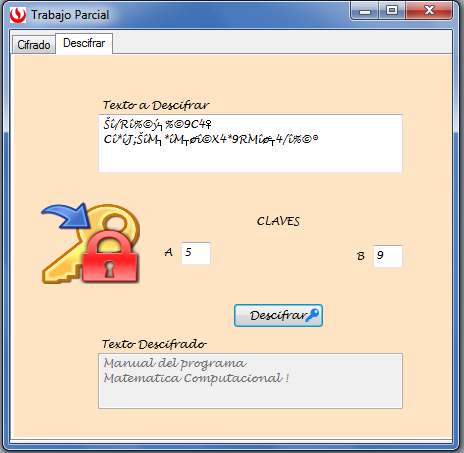 Trabajo Parcial
Cifrado Descifrar
Texto a Descifrar
CLAVES
A 5
B 9
Descifrar
Texto Descifrado
Manual del programa
Matematica Computacional !